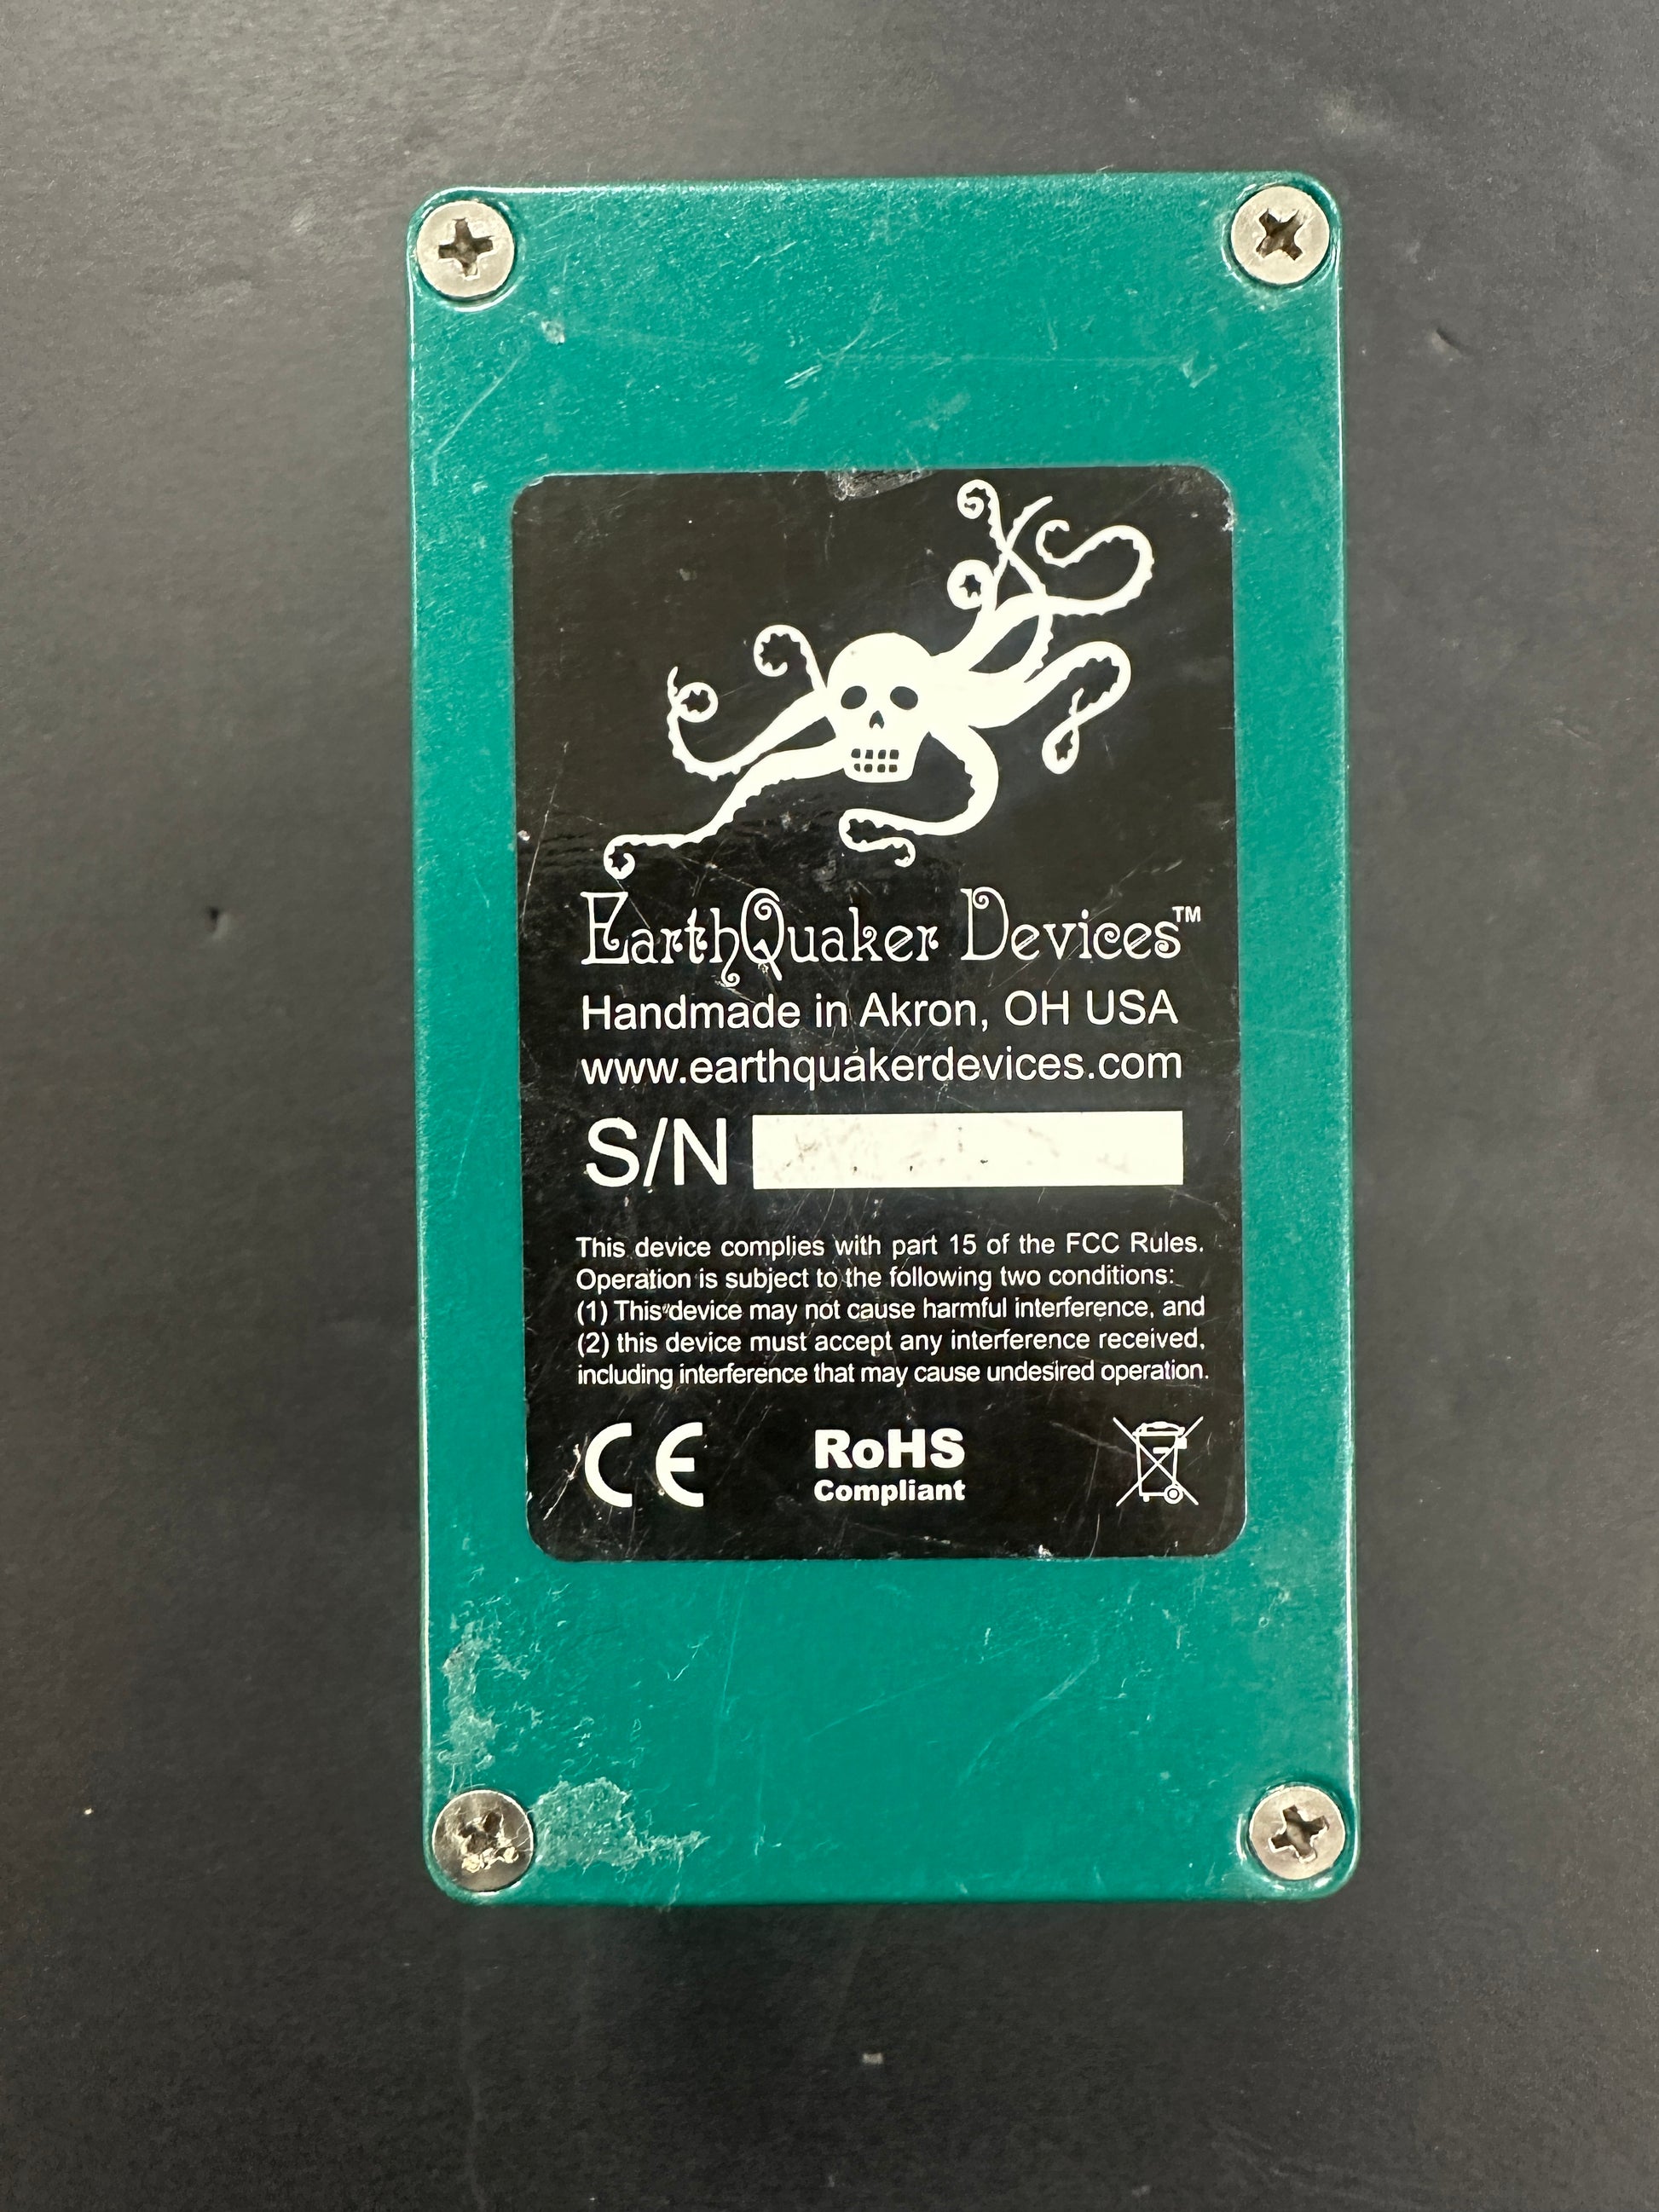 EarthQuaker Devices™
Handmade in Akron, OH USA
www.earthquakerdevices.com
S/N
This device complies with part 15 of the FCC Rules.
Operation is subject to the following two conditions:
(1) This device may not cause harmful interference, and
(2) this device must accept any interference received,
including interference that may cause undesired operation.
CE RoHS
Compliant